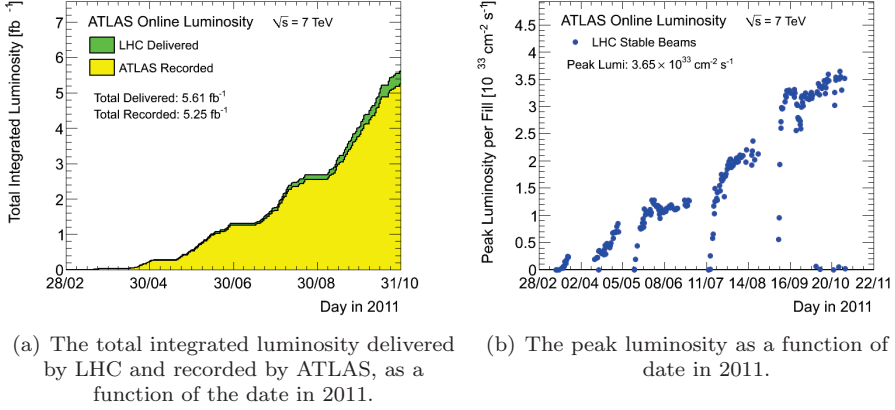 Total Integrated Luminosity [fb⁻¹]
ATLAS Online Luminosity √s = 7 TeV
LHC Delivered
ATLAS Recorded
Total Delivered: 5.61 fb⁻¹
Total Recorded: 5.25 fb⁻¹
7
6
5
4
3
2
1
0
28/02 30/04 30/06 30/08 31/10
Day in 2011
(a) The total integrated luminosity delivered
by LHC and recorded by ATLAS, as a
function of the date in 2011.
Peak Luminosity per Fill [10³³ cm⁻² s⁻¹]
ATLAS Online Luminosity √s = 7 TeV
LHC Stable Beams
Peak Lumi: 3.65 × 10³³ cm⁻² s⁻¹
4.5
4
3.5
3
2.5
2
1.5
1
0.5
0
28/02 02/04 05/05 08/06 11/07 14/08 16/09 20/10 22/11
Day in 2011
(b) The peak luminosity as a function of
date in 2011.